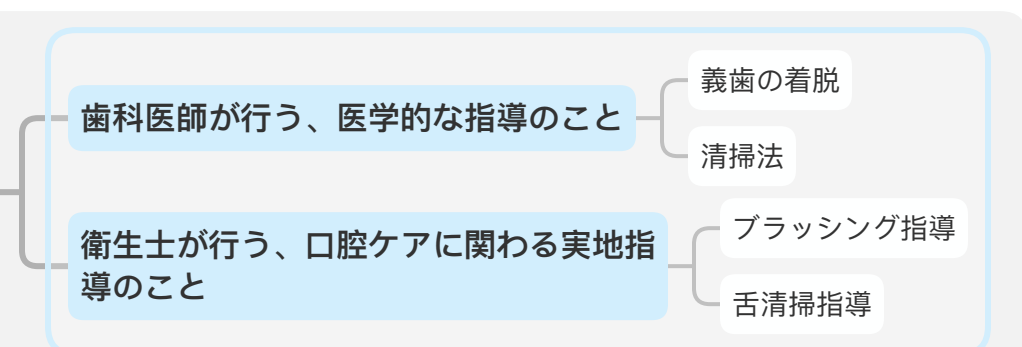 歯科医師が行う、医学的な指導のこと
義歯の着脱
清掃法
衛生士が行う、口腔ケアに関わる実地指
導のこと
ブラッシング指導
舌清掃指導